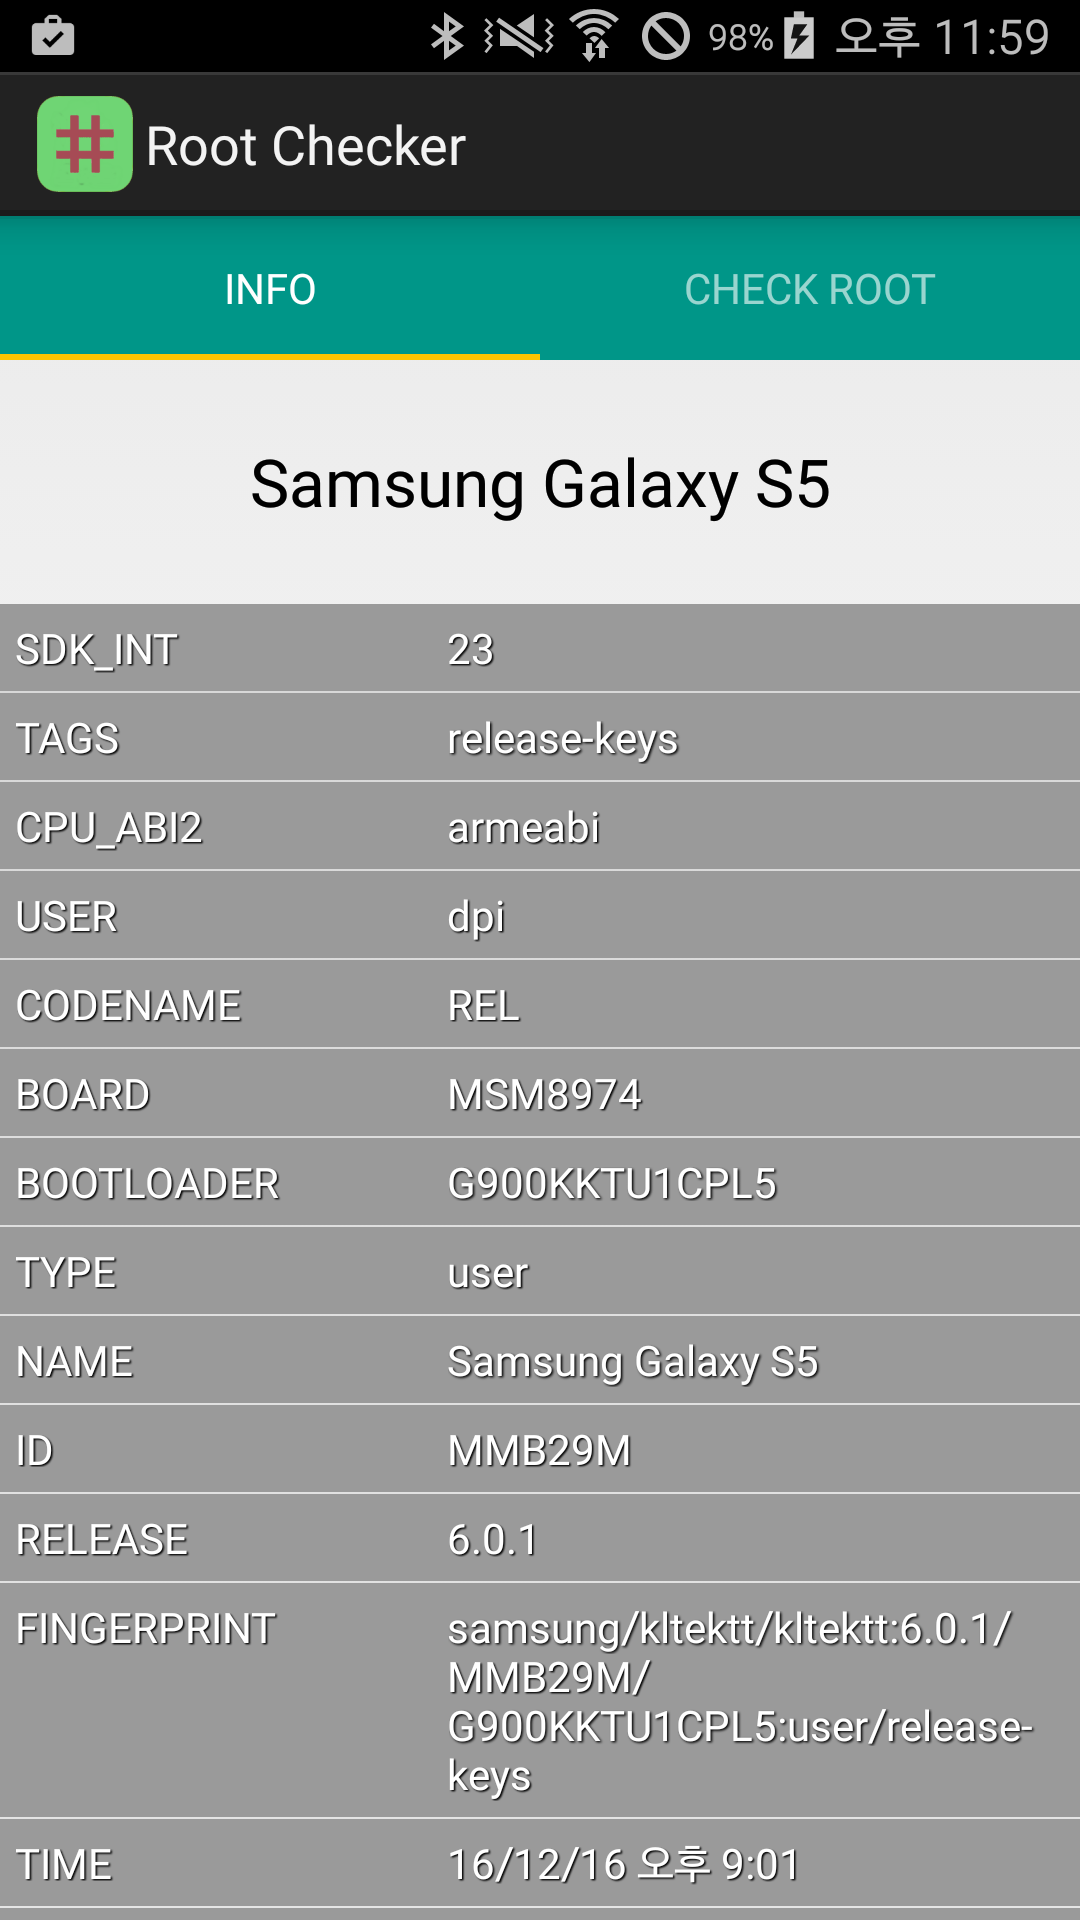 98% 오후 11:59
Root Checker
INFO CHECK ROOT
Samsung Galaxy S5
SDK_INT 23
TAGS release-keys
CPU_ABI2 armeabi
USER dpi
CODENAME REL
BOARD MSM8974
BOOTLOADER G900KKTU1CPL5
TYPE user
NAME Samsung Galaxy S5
ID MMB29M
RELEASE 6.0.1
FINGERPRINT samsung/kltektt/kltektt:6.0.1/
MMB29M/
G900KKTU1CPL5:user/release-
keys
TIME 16/12/16 오후 9:01